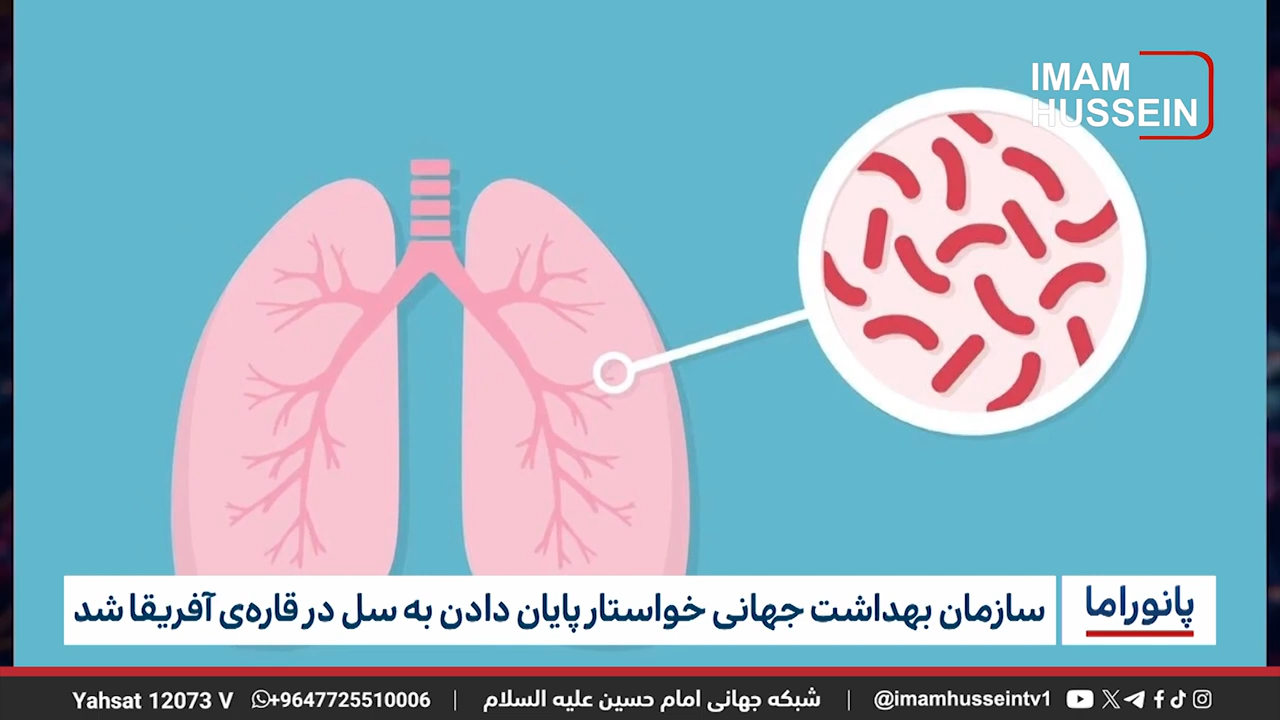 IMAM
HUSSEIN
پانوراما
سازمان بهداشت جهانی خواستار پایان دادن به سل در قاره‌ی آفریقا شد
Yahsat 12073 V +9647725510006 | شبکه جهانی امام حسین علیه السلام | @imamhusseintv1